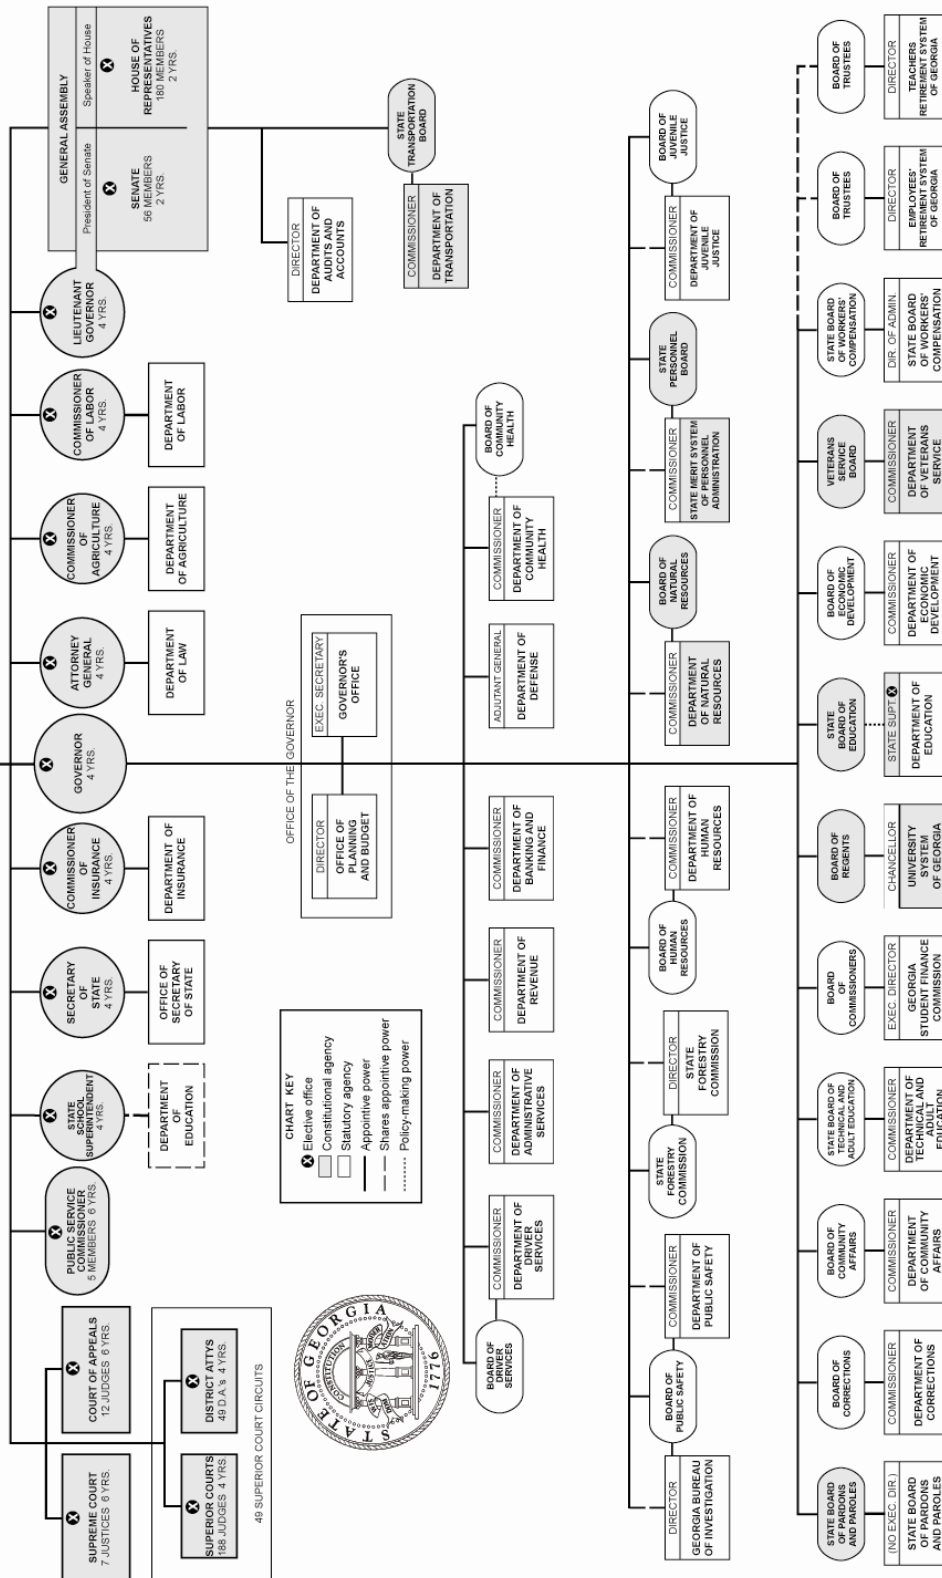 SUPREME COURT
7 JUSTICES 6 YRS.
COURT OF APPEALS
12 JUDGES 6 YRS.
SUPERIOR COURTS
188 JUDGES 4 YRS.
DISTRICT ATTYS
49 D.A.'s 4 YRS.
49 SUPERIOR COURT CIRCUITS
PUBLIC SERVICE
COMMISSIONER
5 MEMBERS 6 YRS.
STATE
SCHOOL
SUPERINTENDENT
4 YRS.
DEPARTMENT
OF
EDUCATION
SECRETARY
OF
STATE
4 YRS.
OFFICE OF
SECRETARY
OF STATE
COMMISSIONER
OF
INSURANCE
4 YRS.
DEPARTMENT OF
INSURANCE
GOVERNOR
4 YRS.
ATTORNEY
GENERAL
4 YRS.
DEPARTMENT
OF LAW
COMMISSIONER
OF
AGRICULTURE
4 YRS.
DEPARTMENT
OF AGRICULTURE
COMMISSIONER
OF LABOR
4 YRS.
DEPARTMENT
OF LABOR
LIEUTENANT
GOVERNOR
4 YRS.
GENERAL ASSEMBLY
President of Senate
Speaker of House
SENATE
56 MEMBERS
2 YRS.
HOUSE OF
REPRESENTATIVES
180 MEMBERS
2 YRS.
DIRECTOR
DEPARTMENT OF
AUDITS AND
ACCOUNTS
STATE
TRANSPORTATION
BOARD
COMMISSIONER
DEPARTMENT OF
TRANSPORTATION
STATE OF GEORGIA
CONSTITUTION
WISDOM
JUSTICE
MODERATION
1776
CHART KEY
X Elective office
Constitutional agency
Statutory agency
Appointive power
Shares appointive power
Policy-making power
OFFICE OF THE GOVERNOR
DIRECTOR
OFFICE OF
PLANNING
AND BUDGET
EXEC. SECRETARY
GOVERNOR'S
OFFICE
BOARD OF
DRIVER
SERVICES
COMMISSIONER
DEPARTMENT OF
DRIVER
SERVICES
COMMISSIONER
DEPARTMENT OF
ADMINISTRATIVE
SERVICES
COMMISSIONER
DEPARTMENT OF
REVENUE
COMMISSIONER
DEPARTMENT OF
BANKING AND
FINANCE
ADJUTANT GENERAL
DEPARTMENT OF
DEFENSE
COMMISSIONER
DEPARTMENT OF
COMMUNITY
HEALTH
BOARD OF
COMMUNITY
HEALTH
DIRECTOR
GEORGIA BUREAU
OF INVESTIGATION
BOARD OF
PUBLIC SAFETY
COMMISSIONER
DEPARTMENT OF
PUBLIC SAFETY
STATE
FORESTRY
COMMISSION
DIRECTOR
STATE
FORESTRY
COMMISSION
BOARD OF
HUMAN
RESOURCES
COMMISSIONER
DEPARTMENT OF
HUMAN
RESOURCES
COMMISSIONER
DEPARTMENT
OF NATURAL
RESOURCES
BOARD OF
NATURAL
RESOURCES
COMMISSIONER
STATE MERIT SYSTEM
OF PERSONNEL
ADMINISTRATION
STATE
PERSONNEL
BOARD
COMMISSIONER
DEPARTMENT OF
JUVENILE
JUSTICE
BOARD OF
JUVENILE
JUSTICE
STATE BOARD
OF PARDONS
AND PAROLES
(NO EXEC. DIR.)
STATE BOARD
OF PARDONS
AND PAROLES
BOARD OF
CORRECTIONS
COMMISSIONER
DEPARTMENT OF
CORRECTIONS
BOARD OF
COMMUNITY
AFFAIRS
COMMISSIONER
DEPARTMENT
OF COMMUNITY
AFFAIRS
STATE BOARD OF
TECHNICAL AND
ADULT EDUCATION
COMMISSIONER
DEPARTMENT OF
TECHNICAL AND
ADULT
EDUCATION
BOARD
OF
COMMISSIONERS
EXEC. DIRECTOR
GEORGIA
STUDENT FINANCE
COMMISSION
BOARD OF
REGENTS
CHANCELLOR
UNIVERSITY
SYSTEM
OF GEORGIA
STATE
BOARD OF
EDUCATION
STATE SUPT.
DEPARTMENT OF
EDUCATION
BOARD OF
ECONOMIC
DEVELOPMENT
COMMISSIONER
DEPARTMENT OF
ECONOMIC
DEVELOPMENT
VETERANS
SERVICE
BOARD
COMMISSIONER
DEPARTMENT
OF VETERANS
SERVICE
STATE BOARD
OF WORKERS'
COMPENSATION
DIR. OF ADMIN.
STATE BOARD
OF WORKERS'
COMPENSATION
BOARD OF
TRUSTEES
DIRECTOR
EMPLOYEES'
RETIREMENT SYSTEM
OF GEORGIA
BOARD OF
TRUSTEES
DIRECTOR
TEACHERS
RETIREMENT SYSTEM
OF GEORGIA